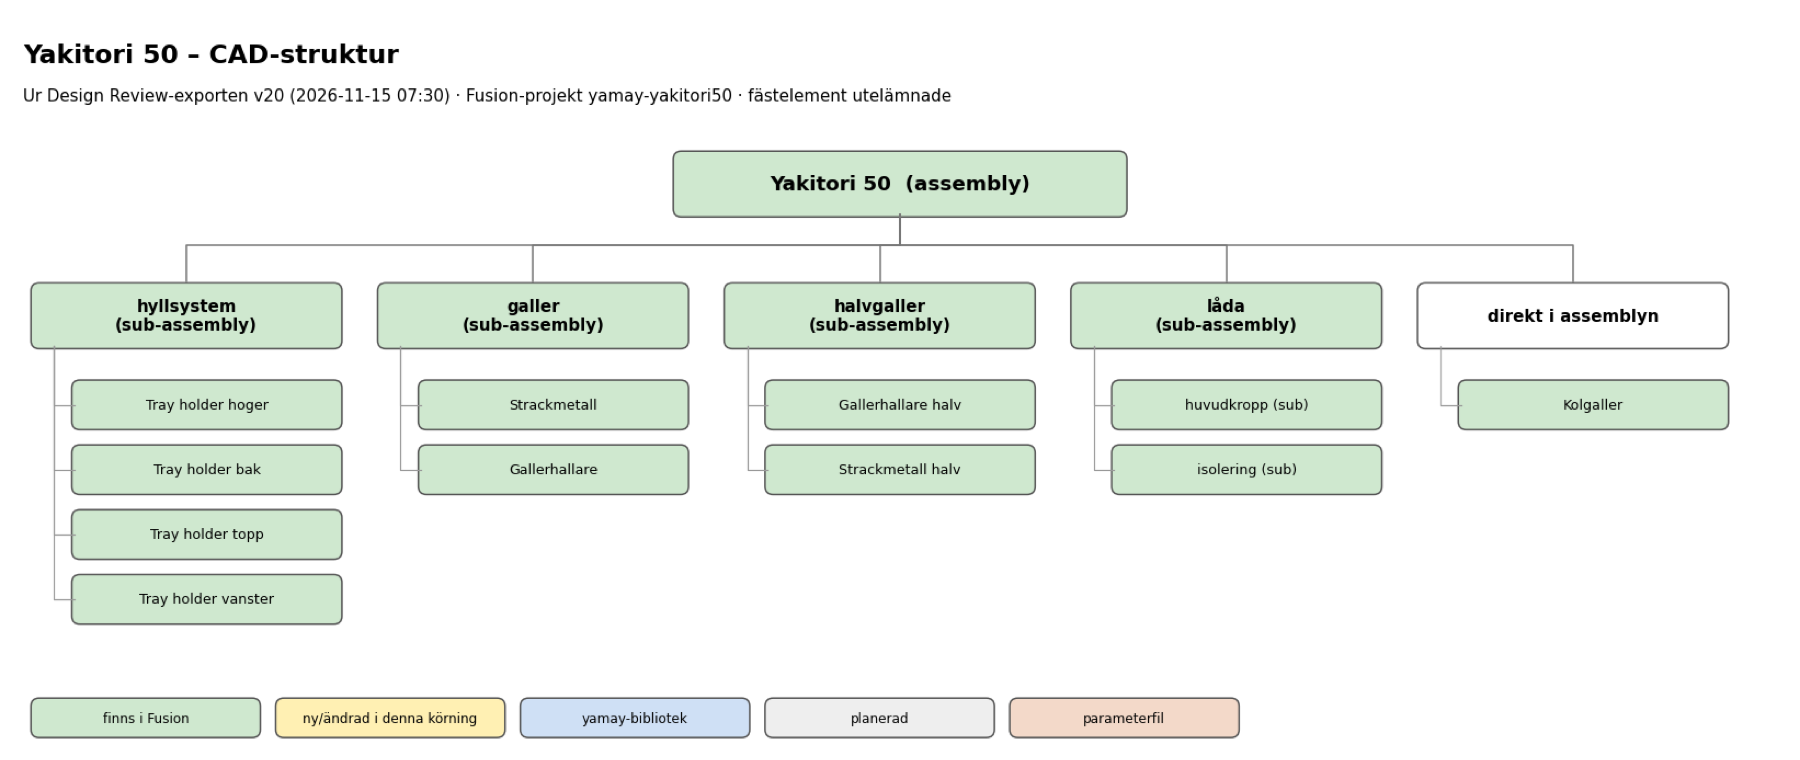 Yakitori 50 – CAD-struktur
Ur Design Review-exporten v20 (2026-11-15 07:30) · Fusion-projekt yamay-yakitori50 · fästelement utelämnade
Yakitori 50  (assembly)
hyllsystem
(sub-assembly)
galler
(sub-assembly)
halvgaller
(sub-assembly)
låda
(sub-assembly)
direkt i assemblyn
Tray holder hoger
Strackmetall
Gallerhallare halv
huvudkropp (sub)
Kolgaller
Tray holder bak
Gallerhallare
Strackmetall halv
isolering (sub)
Tray holder topp
Tray holder vanster
finns i Fusion
ny/ändrad i denna körning
yamay-bibliotek
planerad
parameterfil